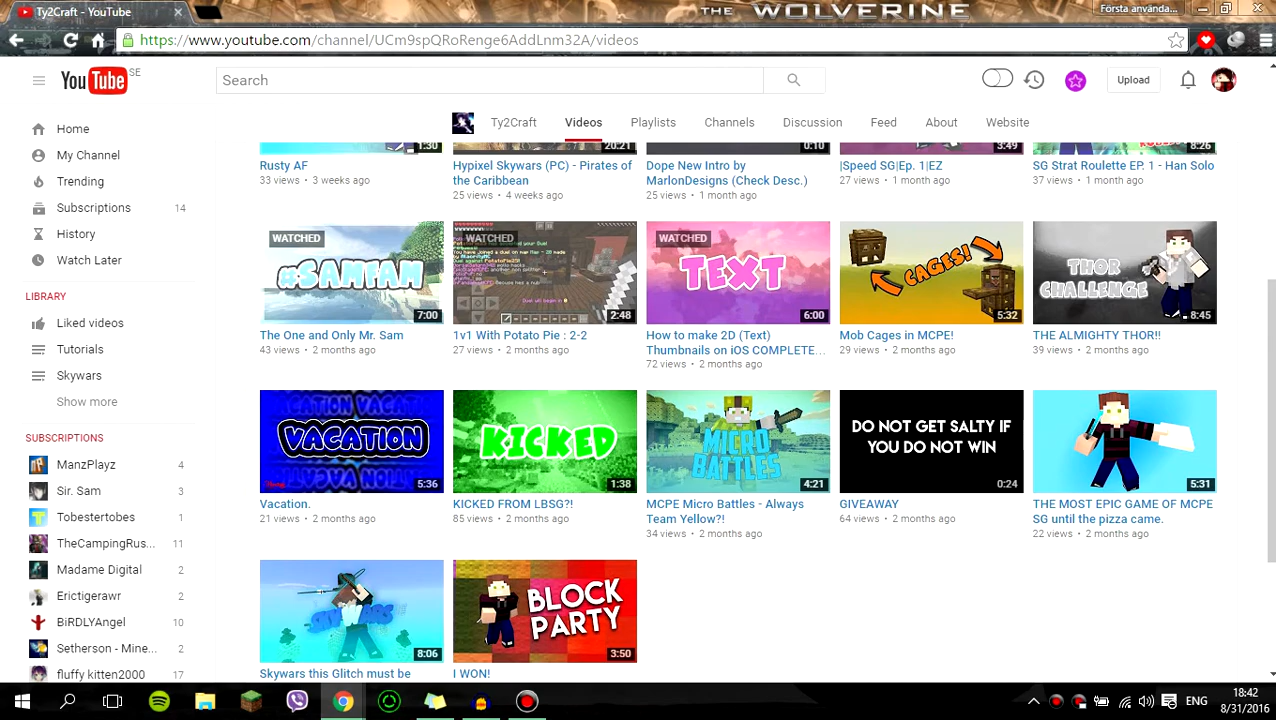 Ty2Craft - YouTube
THE WOLVERINE
Första använda...
https://www.youtube.com/channel/UCm9spQRoRenge6AddLnm32A/videos
YouTube SE
Search
Upload
Ty2Craft Videos Playlists Channels Discussion Feed About Website
Home
My Channel
Trending
Subscriptions 14
History
Watch Later
LIBRARY
Liked videos
Tutorials
Skywars
Show more
SUBSCRIPTIONS
ManzPlayz 4
Sir. Sam 3
Tobestertobes 1
TheCampingRus... 11
Madame Digital 2
Erictigerawr 2
BiRDLYAngel 10
Setherson - Mine... 2
fluffy kitten2000 17
1:30
20:21
0:10
3:49
8:26
Rusty AF
33 views • 3 weeks ago
Hypixel Skywars (PC) - Pirates of
the Caribbean
25 views • 4 weeks ago
Dope New Intro by
MarlonDesigns (Check Desc.)
25 views • 1 month ago
|Speed SG|Ep. 1|EZ
27 views • 1 month ago
SG Strat Roulette EP. 1 - Han Solo
37 views • 1 month ago
WATCHED
#SAMFAM
7:00
The One and Only Mr. Sam
43 views • 2 months ago
WATCHED
2:48
1v1 With Potato Pie : 2-2
27 views • 2 months ago
WATCHED
TEXT
6:00
How to make 2D (Text)
Thumbnails on iOS COMPLETE...
72 views • 2 months ago
CAGES!
5:32
Mob Cages in MCPE!
29 views • 2 months ago
THOR
CHALLENGE
8:45
THE ALMIGHTY THOR!!
39 views • 2 months ago
VACATION
5:36
Vacation.
21 views • 2 months ago
KICKED
1:38
KICKED FROM LBSG?!
85 views • 2 months ago
MICRO
BATTLES
4:21
MCPE Micro Battles - Always
Team Yellow?!
34 views • 2 months ago
DO NOT GET SALTY IF
YOU DO NOT WIN
0:24
GIVEAWAY
64 views • 2 months ago
5:31
THE MOST EPIC GAME OF MCPE
SG until the pizza came.
22 views • 2 months ago
8:06
Skywars this Glitch must be
BLOCK
PARTY
3:50
I WON!
ENG
18:42
8/31/2016